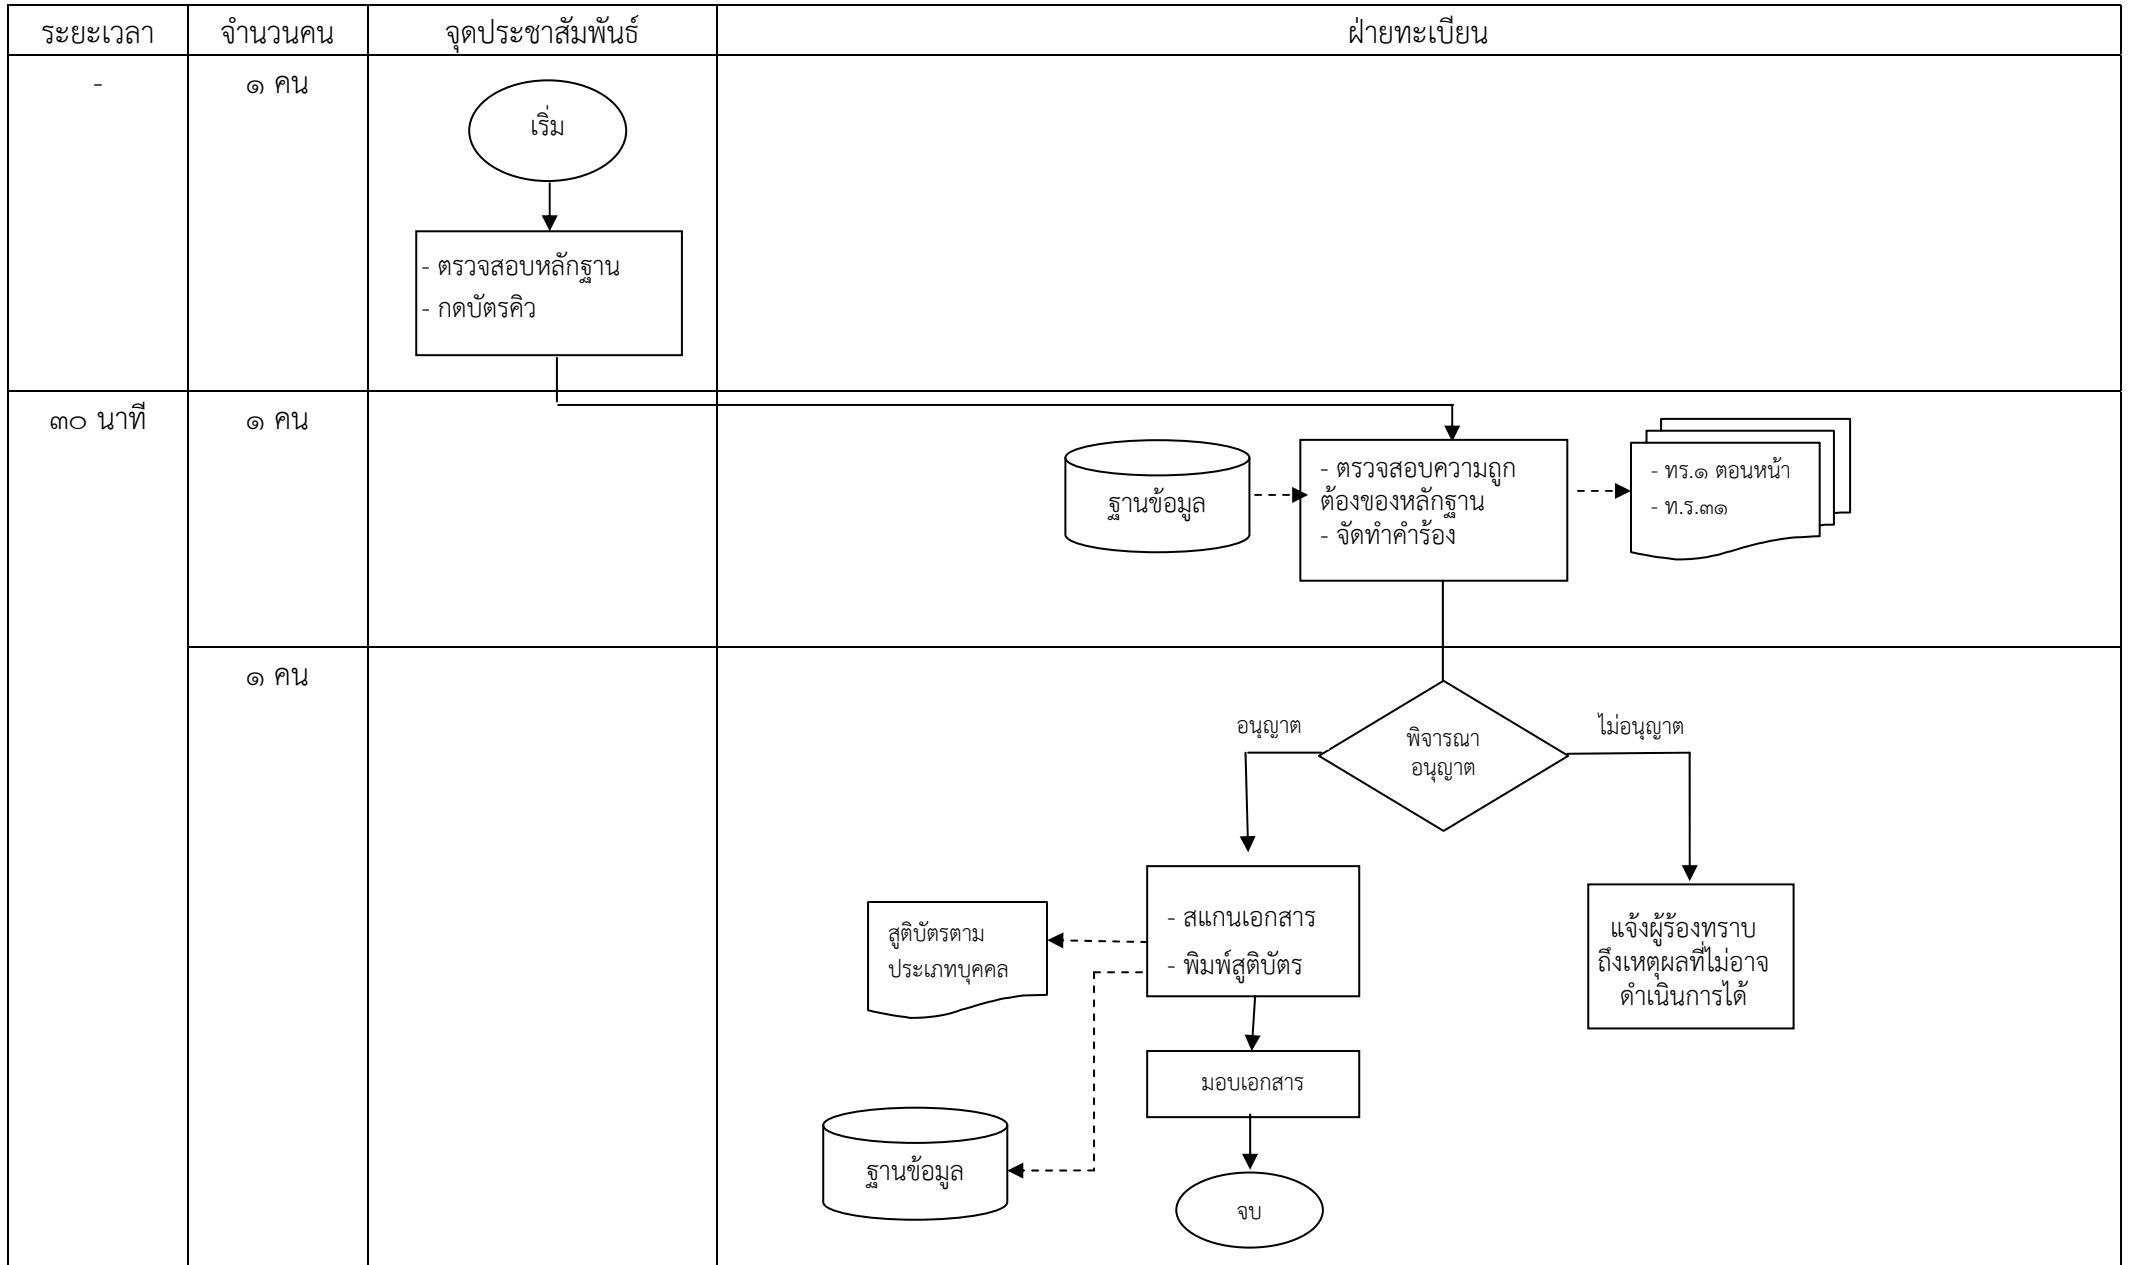 ระยะเวลา
จำนวนคน
จุดประชาสัมพันธ์
ฝ่ายทะเบียน
-
๑ คน
เริ่ม
- ตรวจสอบหลักฐาน
- กดบัตรคิว
๓๐ นาที
๑ คน
ฐานข้อมูล
- ตรวจสอบความถูก
ต้องของหลักฐาน
- จัดทำคำร้อง
- ทร.๑ ตอนหน้า
- ท.ร.๓๑
๑ คน
อนุญาต
พิจารณา
อนุญาต
ไม่อนุญาต
สูติบัตรตาม
ประเภทบุคคล
- สแกนเอกสาร
- พิมพ์สูติบัตร
แจ้งผู้ร้องทราบ
ถึงเหตุผลที่ไม่อาจ
ดำเนินการได้
มอบเอกสาร
ฐานข้อมูล
จบ